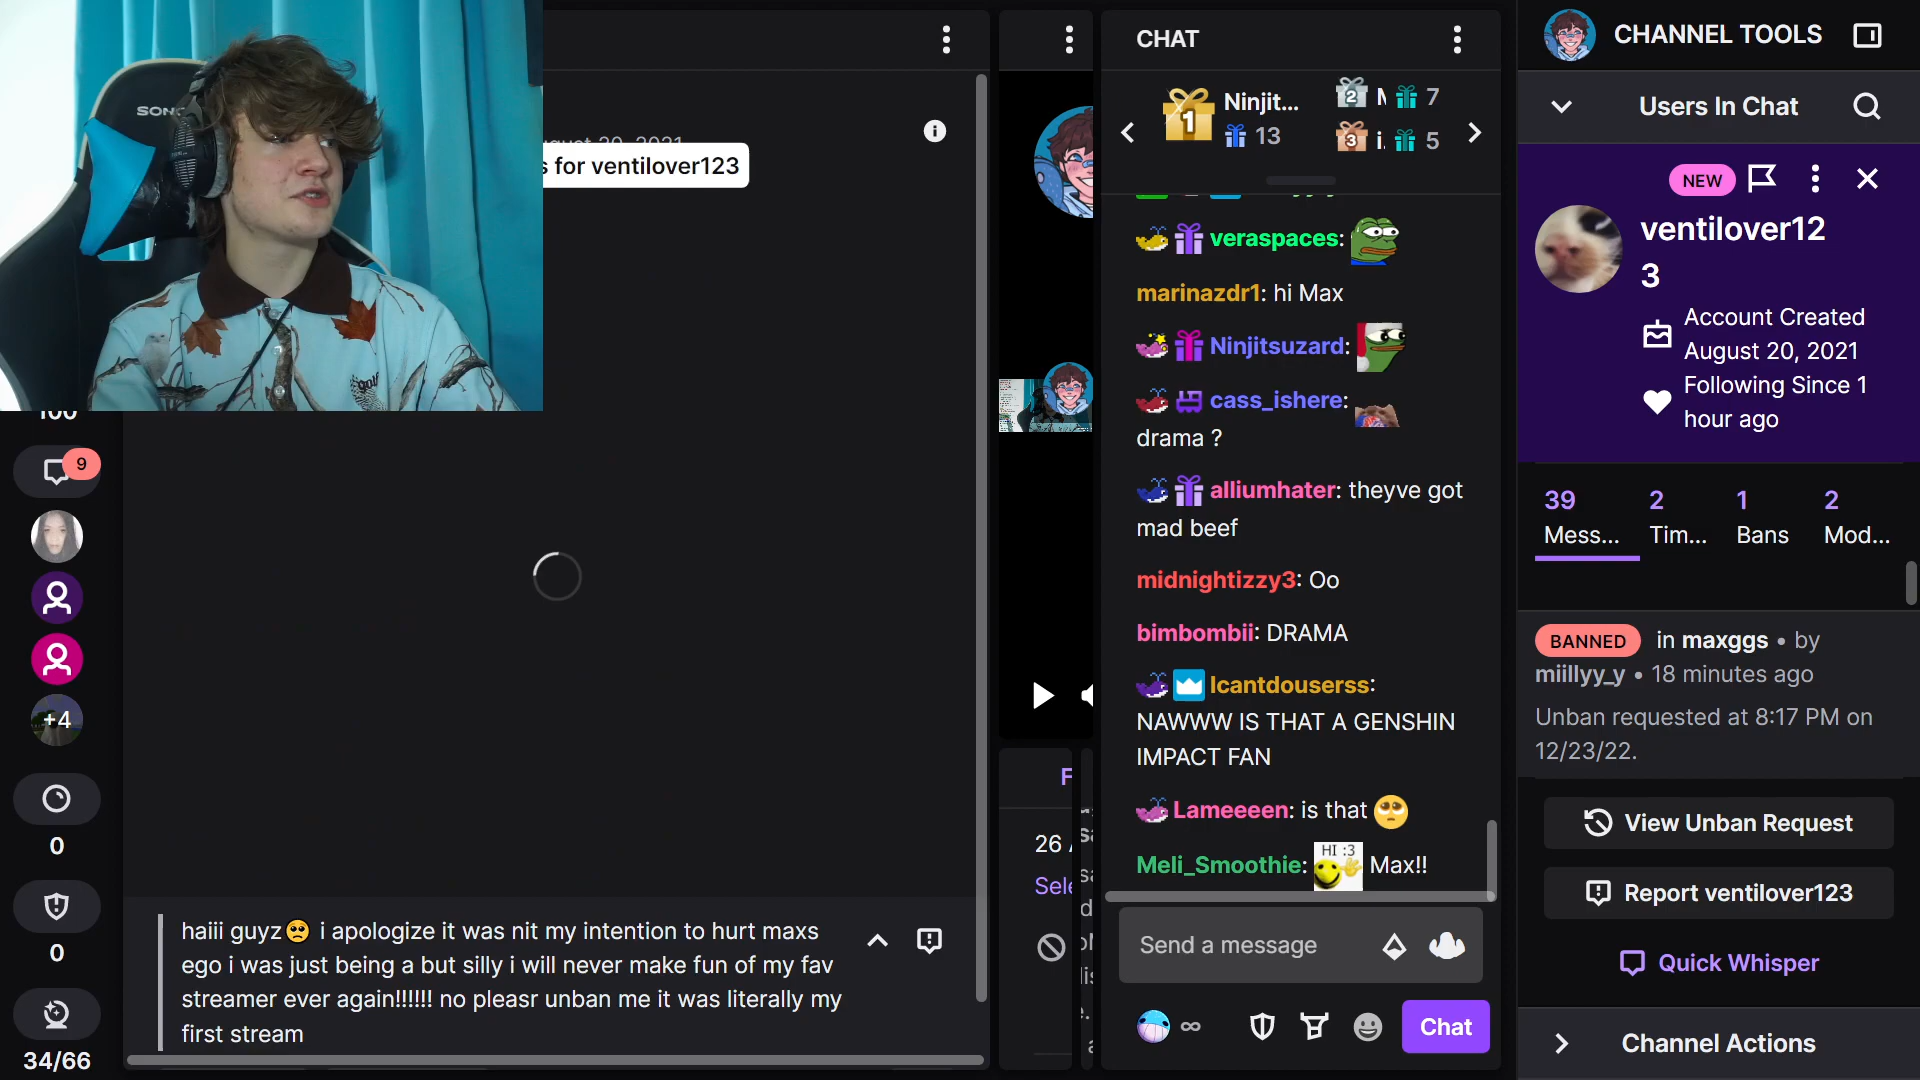 SON
s for ventilover123
100
9
+4
0
0
34/66
haiii guyz🥺 i apologize it was nit my intention to hurt maxs
ego i was just being a but silly i will never make fun of my fav
streamer ever again!!!!!! no pleasr unban me it was literally my
first stream
26
Sele
CHAT
1
Ninjit...
13
2
7
3
i.
5
veraspaces:
marinazdr1: hi Max
Ninjitsuzard:
cass_ishere:
drama ?
alliumhater: theyve got
mad beef
midnightizzy3: Oo
bimbombii: DRAMA
Icantdouserss:
NAWWW IS THAT A GENSHIN
IMPACT FAN
Lameeeen: is that 🥺
Meli_Smoothie: HI :3 Max!!
Send a message
∞
Chat
CHANNEL TOOLS
Users In Chat
NEW
ventilover12
3
Account Created
August 20, 2021
Following Since 1
hour ago
39
Mess...
2
Tim...
1
Bans
2
Mod...
BANNED in maxggs • by
miillyy_y • 18 minutes ago
Unban requested at 8:17 PM on
12/23/22.
View Unban Request
Report ventilover123
Quick Whisper
Channel Actions